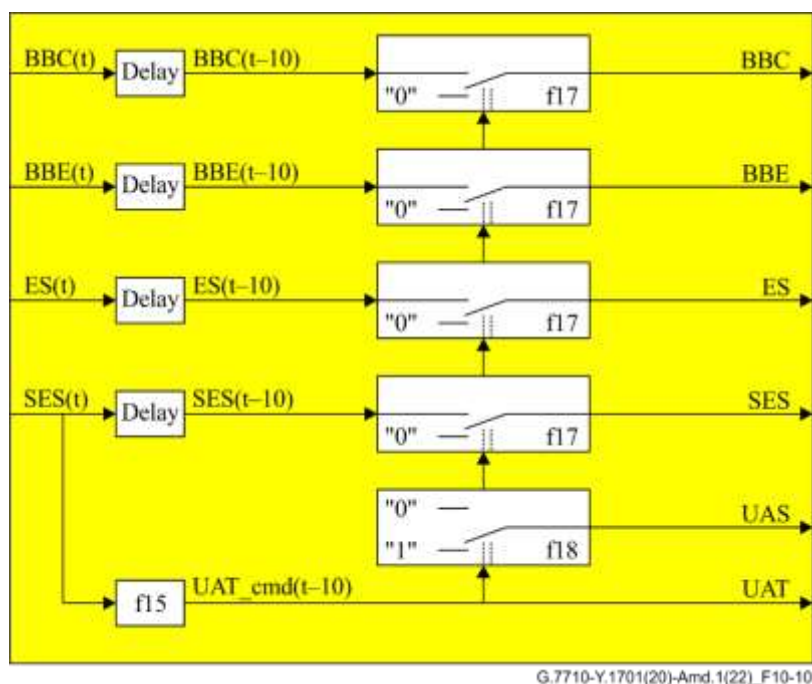 BBC(t) Delay BBC(t–10) BBC
"0" f17
BBE(t) Delay BBE(t–10) BBE
"0" f17
ES(t) Delay ES(t–10) ES
"0" f17
SES(t) Delay SES(t–10) SES
"0" f17
"0"
UAS
"1" f18
f15 UAT_cmd(t–10) UAT
G.7710-Y.1701(20)-Amd.1(22)_F10-10